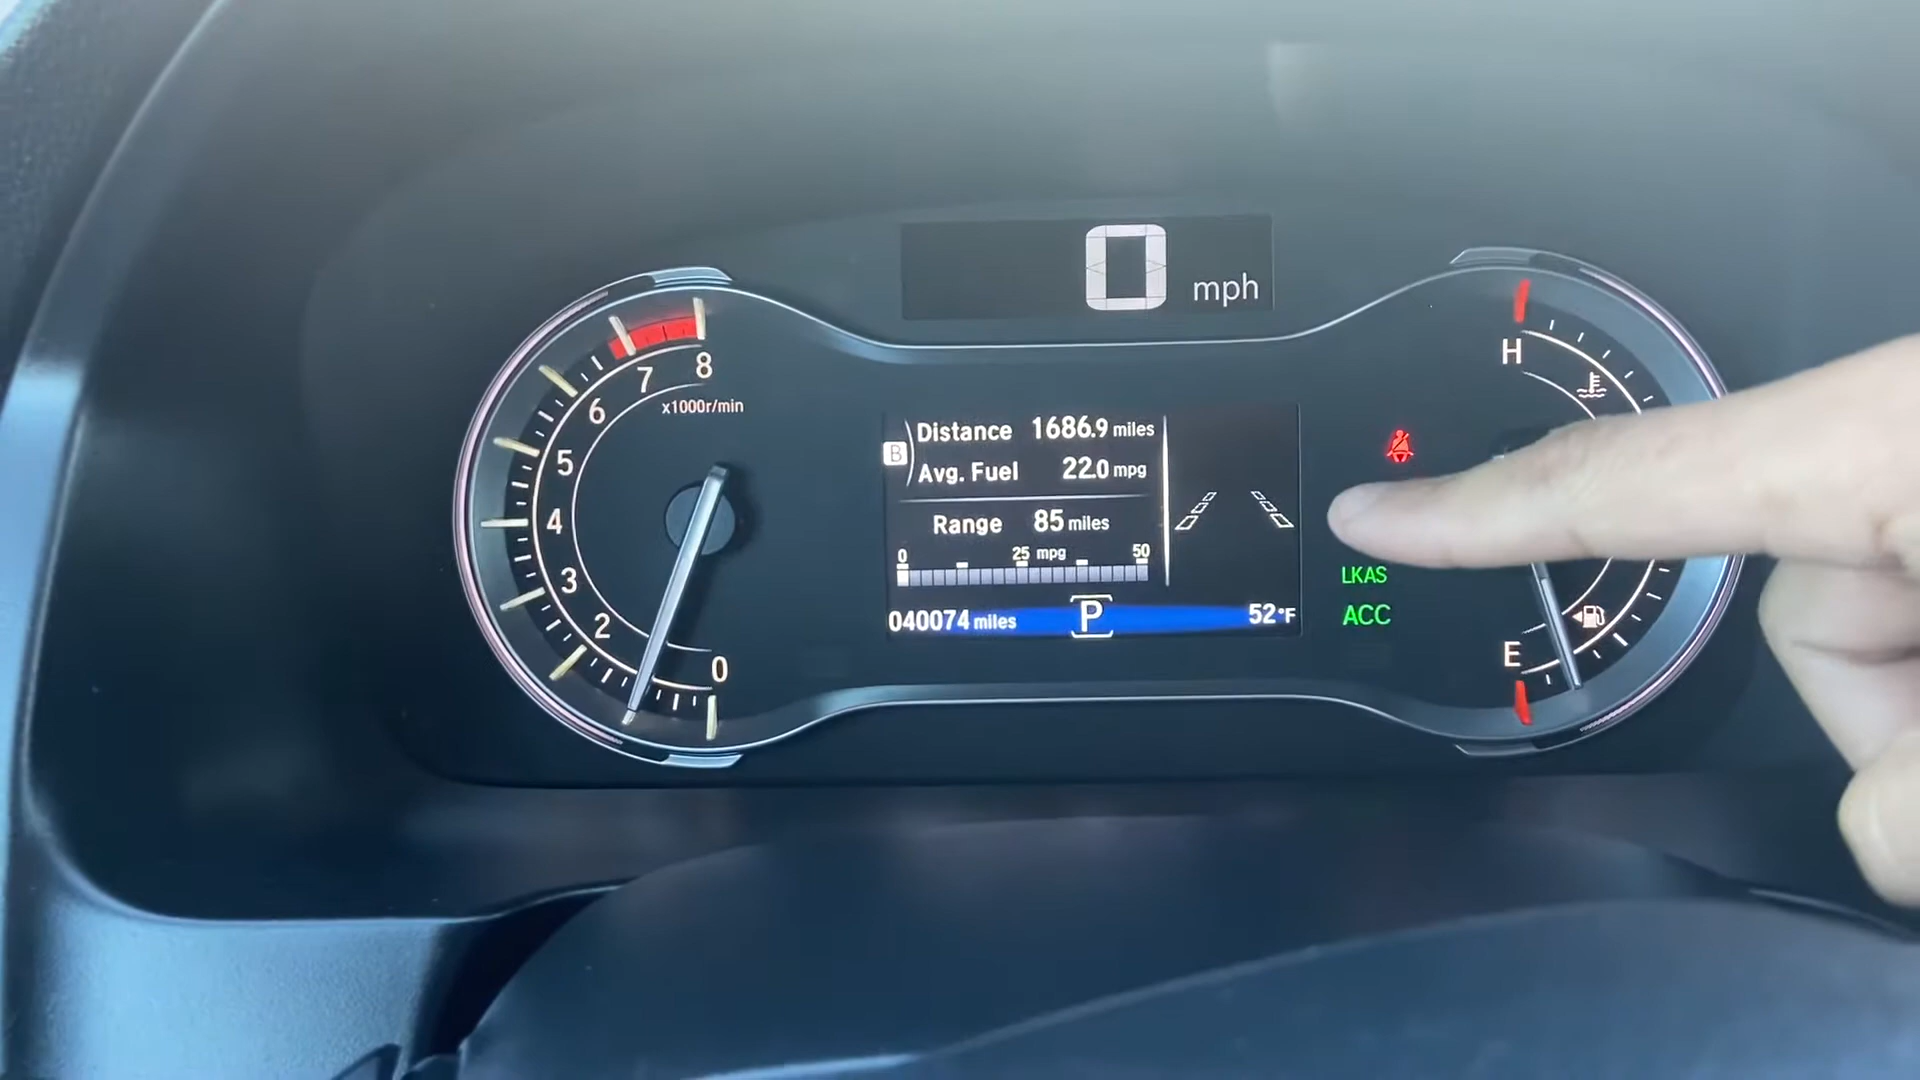 0 mph
8
7
6
5
4
3
2
0
x1000r/min
B
Distance 1686.9 miles
Avg. Fuel 22.0 mpg
Range 85 miles
0 25 mpg 50
040074 miles P 52°F
LKAS
ACC
H
E